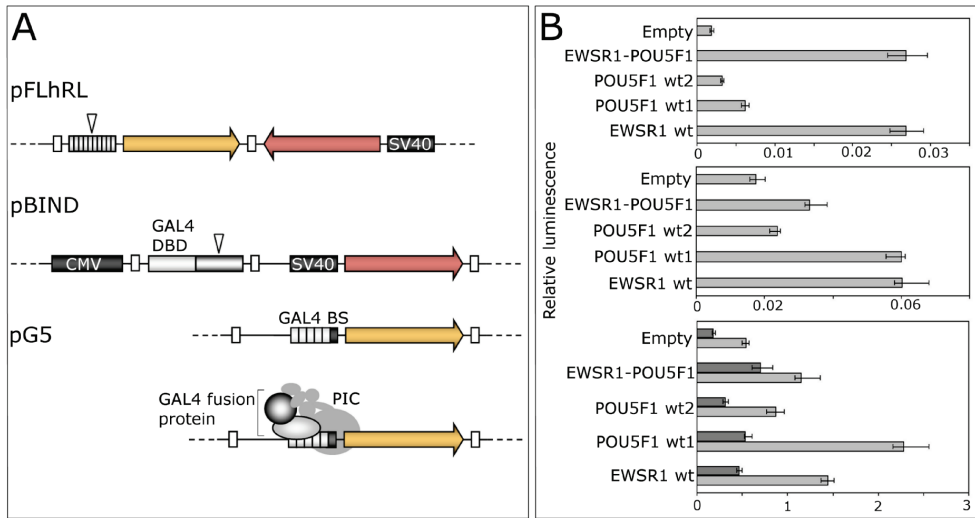 A
pFLhRL
SV40
pBIND
GAL4
DBD
CMV
SV40
pG5
GAL4 BS
GAL4 fusion
protein
PIC
B
Relative luminescence
Empty
EWSR1-POU5F1
POU5F1 wt2
POU5F1 wt1
EWSR1 wt
0 0.01 0.02 0.03
Empty
EWSR1-POU5F1
POU5F1 wt2
POU5F1 wt1
EWSR1 wt
0 0.02 0.06
Empty
EWSR1-POU5F1
POU5F1 wt2
POU5F1 wt1
EWSR1 wt
0 1 2 3